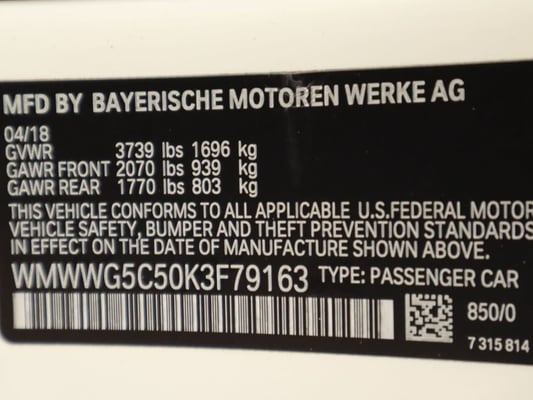 MFD BY BAYERISCHE MOTOREN WERKE AG
04/18
GVWR 3739 lbs 1696 kg
GAWR FRONT 2070 lbs 939 kg
GAWR REAR 1770 lbs 803 kg
THIS VEHICLE CONFORMS TO ALL APPLICABLE U.S.FEDERAL MOTOR
VEHICLE SAFETY, BUMPER AND THEFT PREVENTION STANDARDS
IN EFFECT ON THE DATE OF MANUFACTURE SHOWN ABOVE.
WMWWG5C50K3F79163 TYPE: PASSENGER CAR
850/0
7 315 814